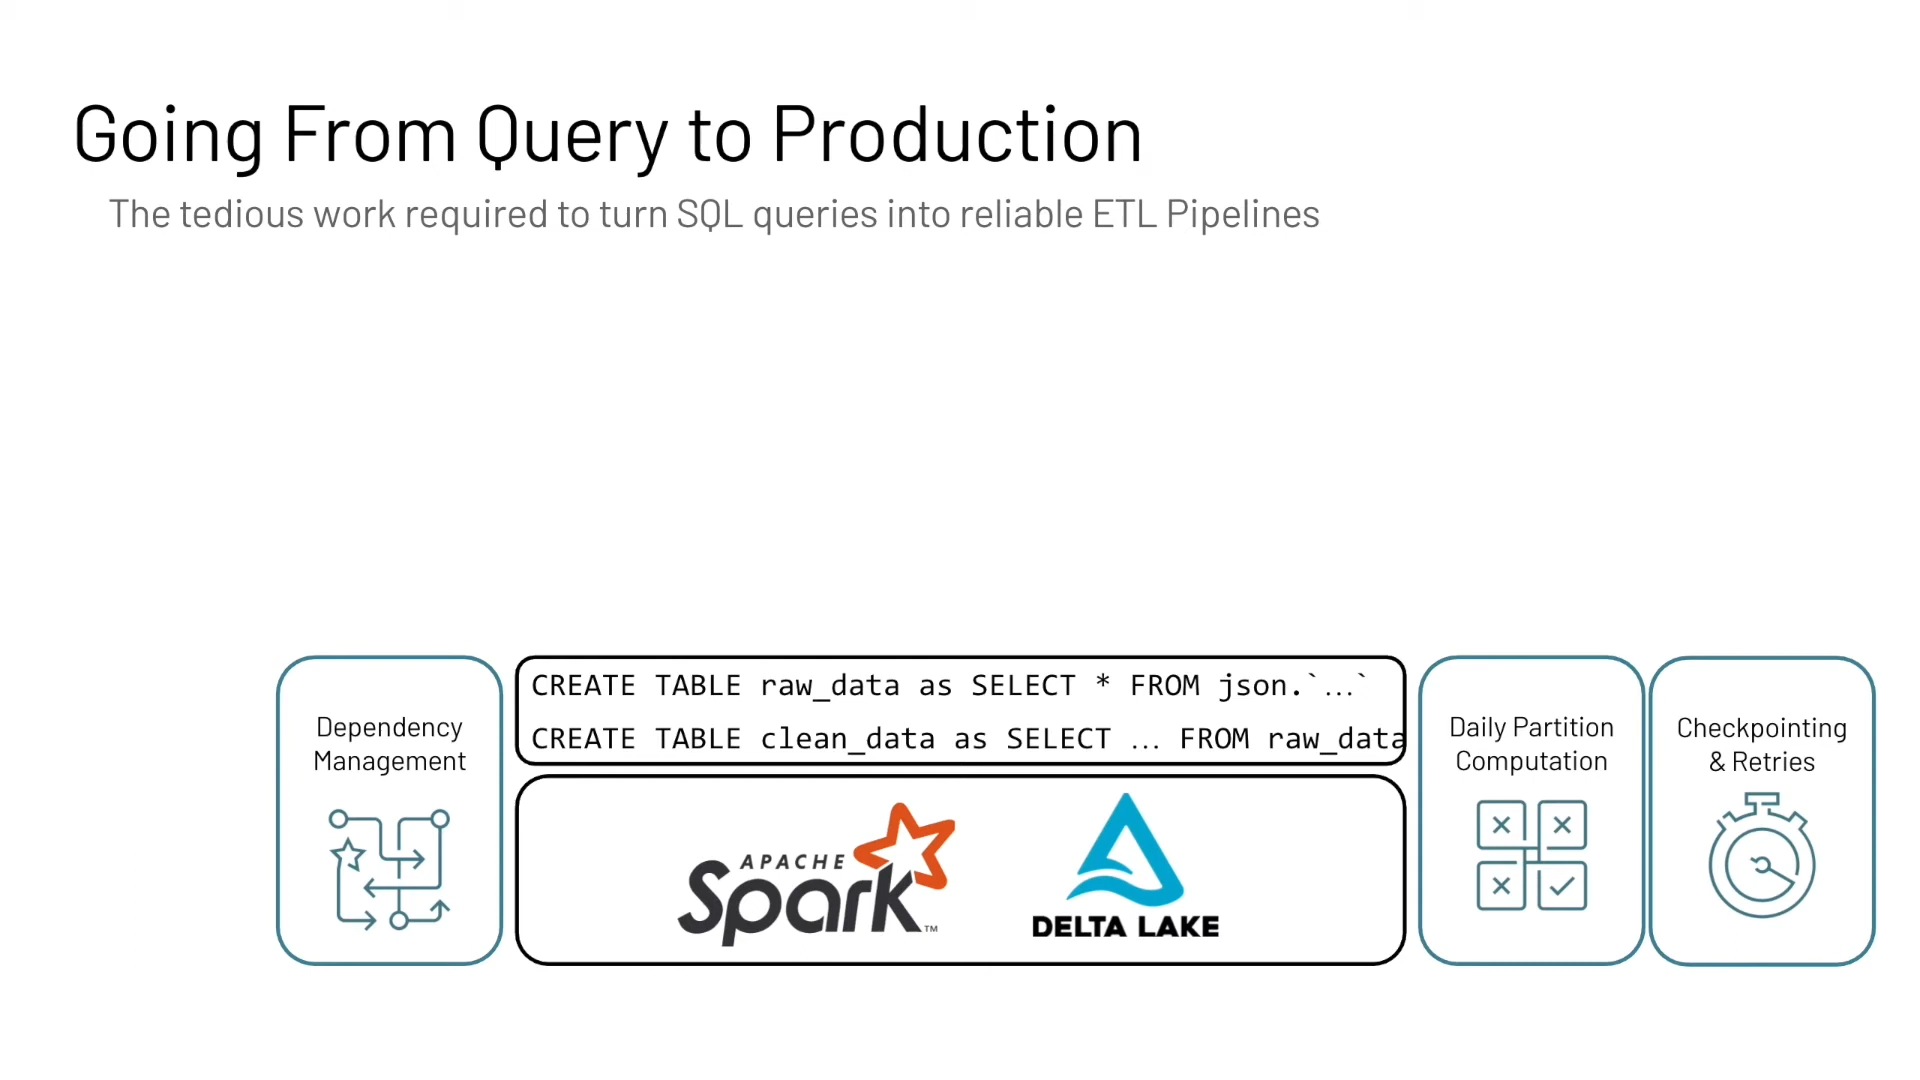 Going From Query to Production
The tedious work required to turn SQL queries into reliable ETL Pipelines
Dependency
Management
CREATE TABLE raw_data as SELECT * FROM json.`...`
CREATE TABLE clean_data as SELECT ... FROM raw_data
APACHE
Spark™
DELTA LAKE
Daily Partition
Computation
Checkpointing
& Retries